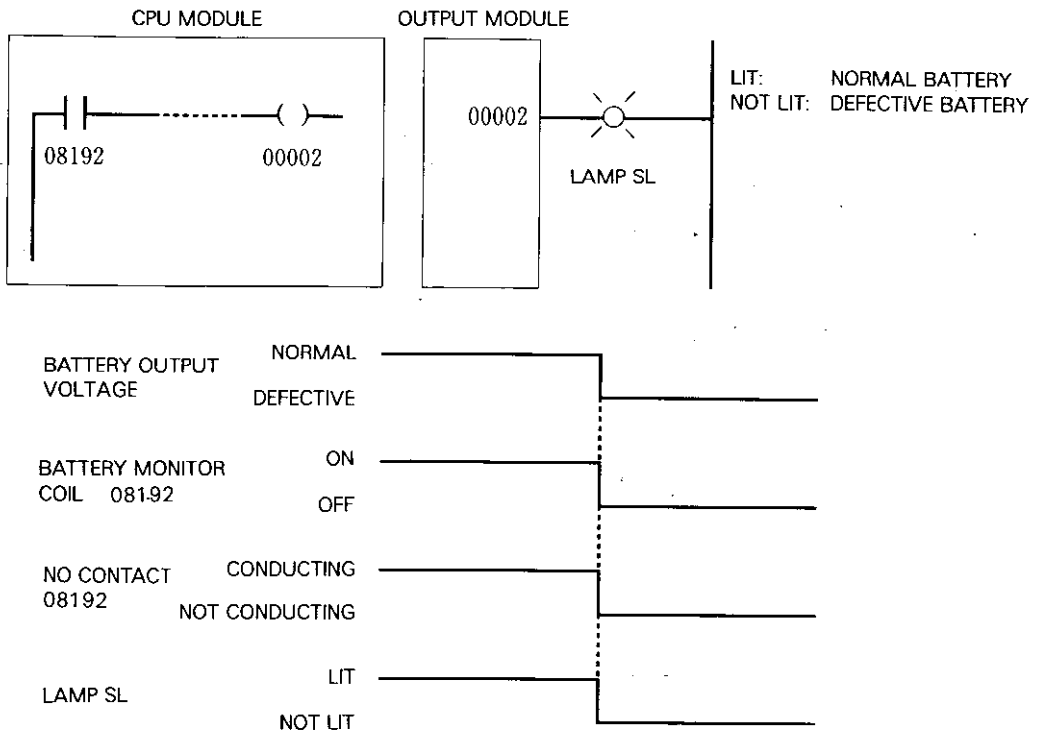 CPU MODULE
OUTPUT MODULE
08192
00002
00002
LAMP SL
LIT: NORMAL BATTERY
NOT LIT: DEFECTIVE BATTERY
BATTERY OUTPUT
VOLTAGE
NORMAL
DEFECTIVE
BATTERY MONITOR
COIL 08192
ON
OFF
NO CONTACT
08192
CONDUCTING
NOT CONDUCTING
LAMP SL
LIT
NOT LIT